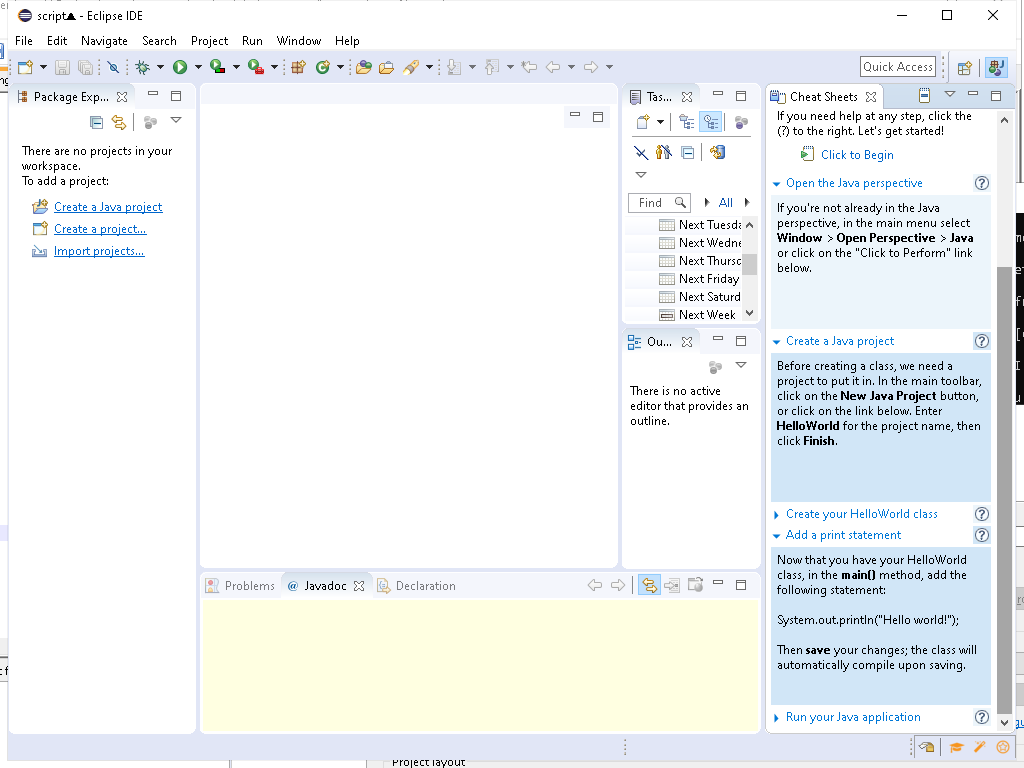 script▲ - Eclipse IDE
File Edit Navigate Search Project Run Window Help
Quick Access
Package Exp...
There are no projects in your
workspace.
To add a project:
Create a Java project
Create a project...
Import projects...
Tas...
Find
All
Next Tuesda
Next Wedne
Next Thursc
Next Friday
Next Saturd
Next Week
Ou...
There is no active
editor that provides an
outline.
Problems @ Javadoc Declaration
Cheat Sheets
If you need help at any step, click the
(?) to the right. Let's get started!
Click to Begin
Open the Java perspective
If you're not already in the Java
perspective, in the main menu select
Window > Open Perspective > Java
or click on the "Click to Perform" link
below.
Create a Java project
Before creating a class, we need a
project to put it in. In the main toolbar,
click on the New Java Project button,
or click on the link below. Enter
HelloWorld for the project name, then
click Finish.
Create your HelloWorld class
Add a print statement
Now that you have your HelloWorld
class, in the main() method, add the
following statement:
System.out.println("Hello world!");
Then save your changes; the class will
automatically compile upon saving.
Run your Java application
Project layout